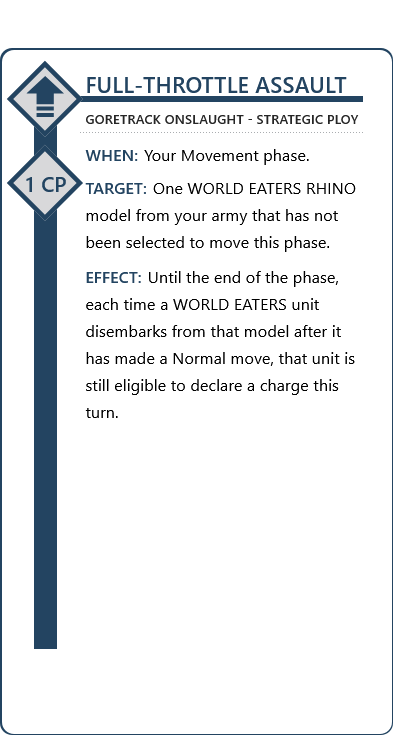 FULL-THROTTLE ASSAULT
GORETRACK ONSLAUGHT - STRATEGIC PLOY
WHEN: Your Movement phase.
1 CP
TARGET: One WORLD EATERS RHINO
model from your army that has not
been selected to move this phase.
EFFECT: Until the end of the phase,
each time a WORLD EATERS unit
disembarks from that model after it
has made a Normal move, that unit is
still eligible to declare a charge this
turn.